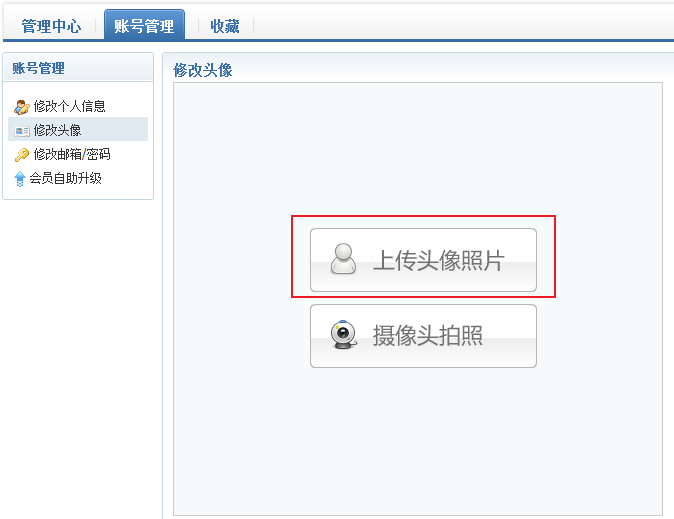 管理中心 账号管理 收藏
账号管理
修改个人信息
修改头像
修改邮箱/密码
会员自助升级
修改头像
上传头像照片
摄像头拍照